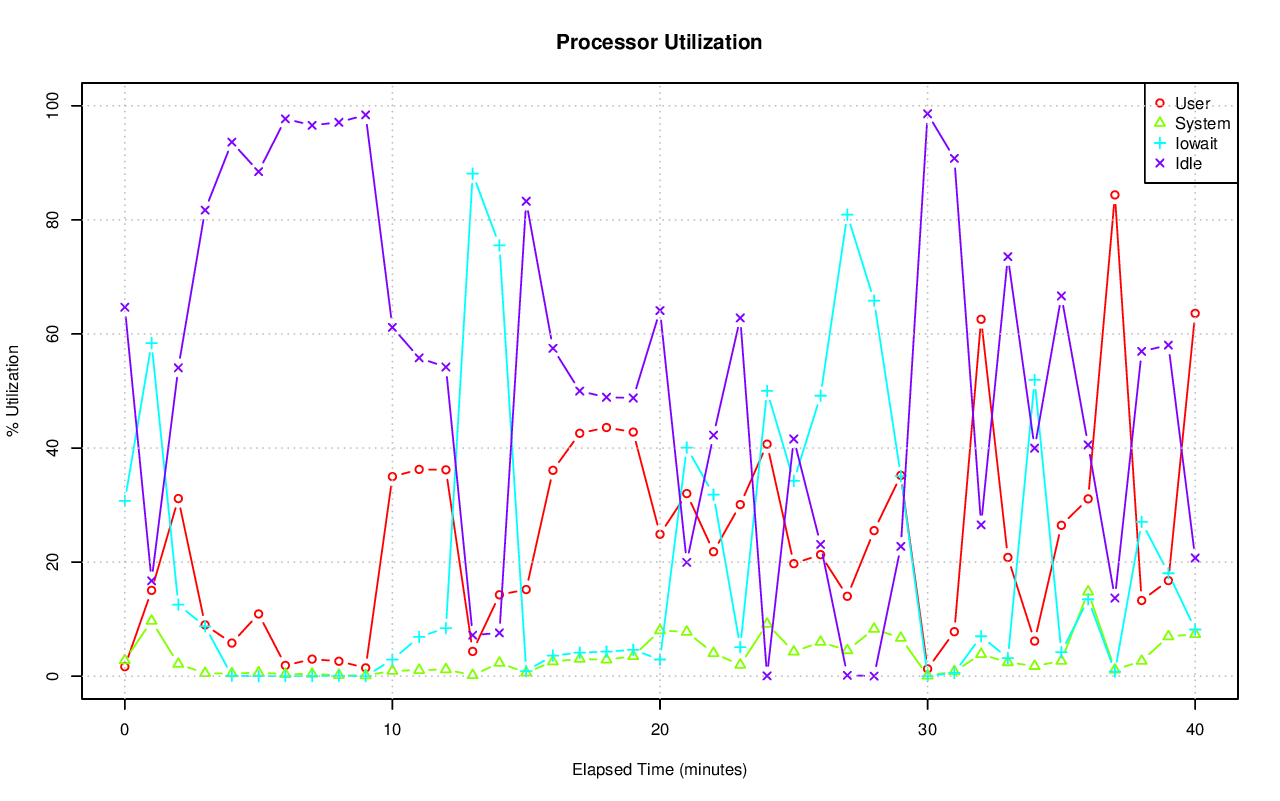 Processor Utilization
% Utilization
100
80
60
40
20
0
User
System
Iowait
Idle
0 10 20 30 40
Elapsed Time (minutes)